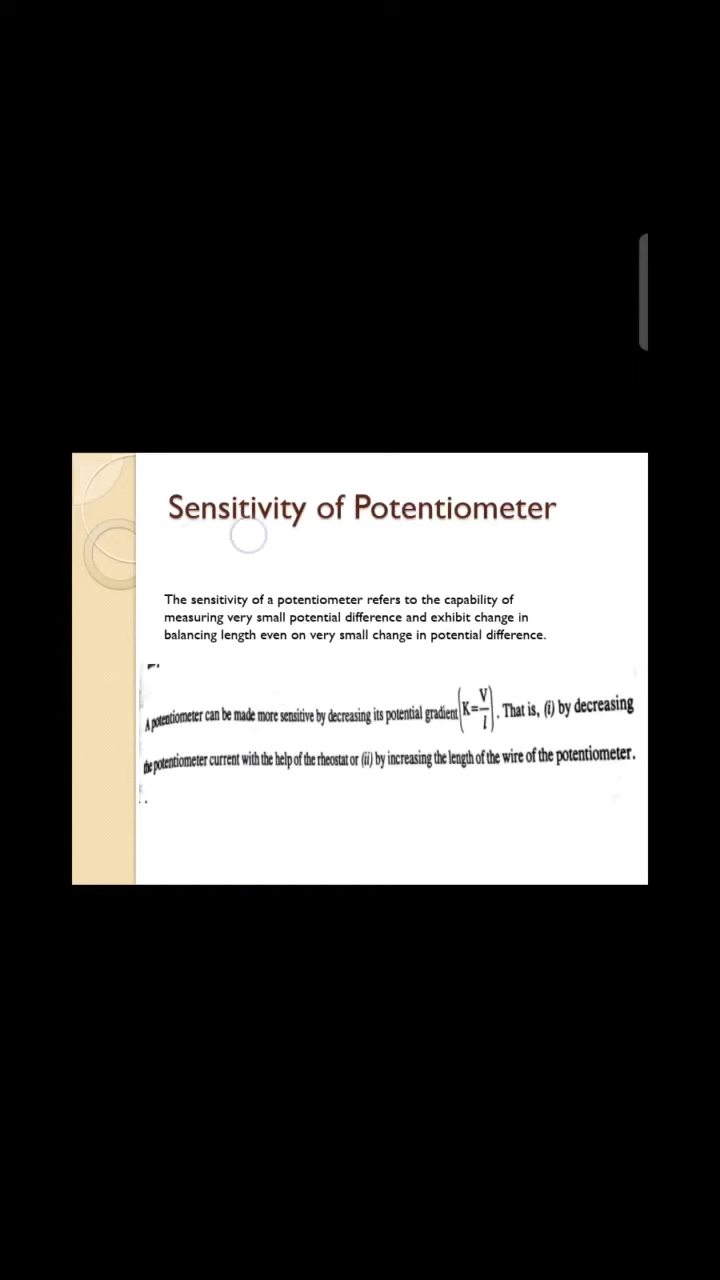 Sensitivity of Potentiometer
The sensitivity of a potentiometer refers to the capability of
measuring very small potential difference and exhibit change in
balancing length even on very small change in potential difference.
A potentiometer can be made more sensitive by decreasing its potential gradient (K=V/l). That is, (i) by decreasing
the potentiometer current with the help of the rheostat or (ii) by increasing the length of the wire of the potentiometer.